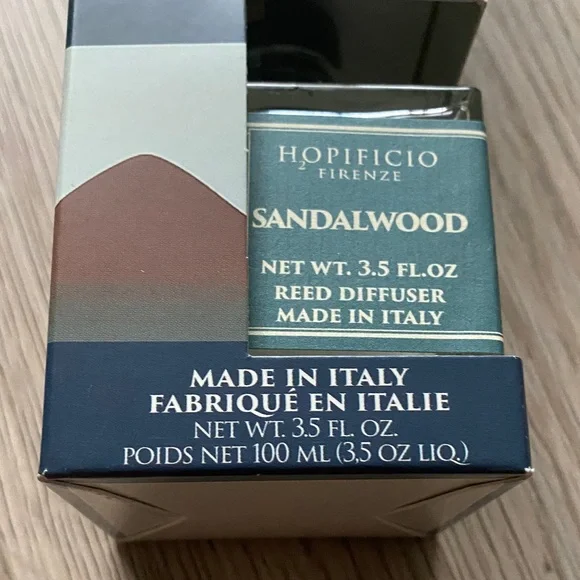 H2OPIFICIO
FIRENZE
SANDALWOOD
NET WT. 3.5 FL.OZ
REED DIFFUSER
MADE IN ITALY
MADE IN ITALY
FABRIQUÉ EN ITALIE
NET WT. 3.5 FL. OZ.
POIDS NET 100 ML (3,5 OZ LIQ.)